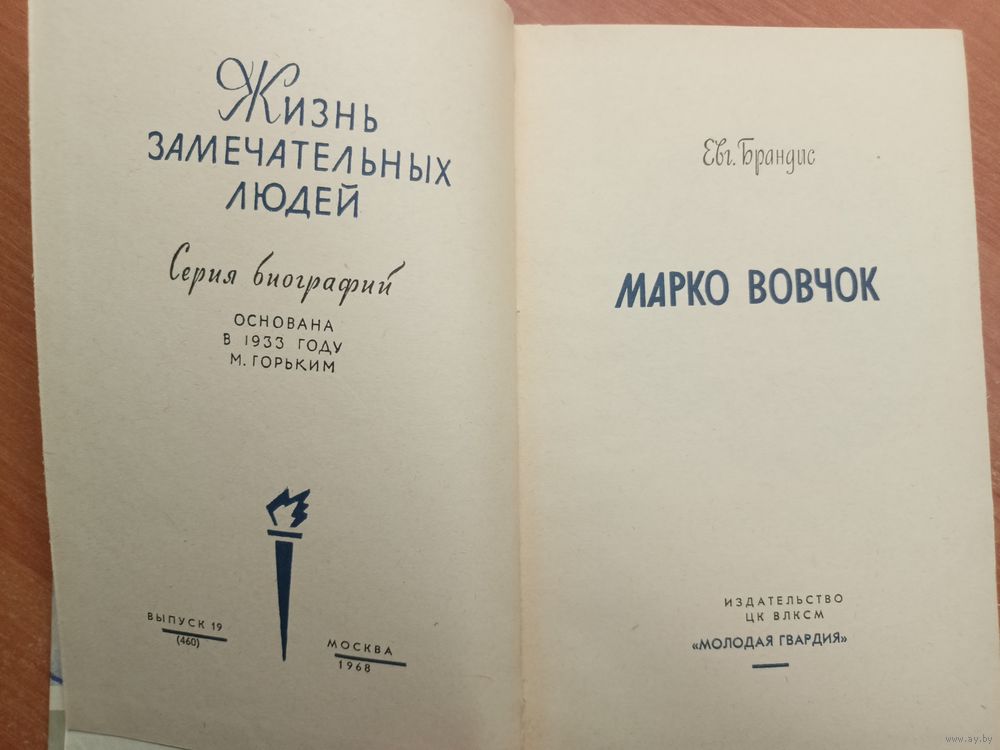 Жизнь
ЗАМЕЧАТЕЛЬНЫХ
ЛЮДЕЙ
Серия биографий
ОСНОВАНА
В 1933 ГОДУ
М. ГОРЬКИМ
ВЫПУСК 19
(460)
МОСКВА
1968
Евг. Брандис
МАРКО ВОВЧОК
ИЗДАТЕЛЬСТВО
ЦК ВЛКСМ
«МОЛОДАЯ ГВАРДИЯ»
www.ay.by